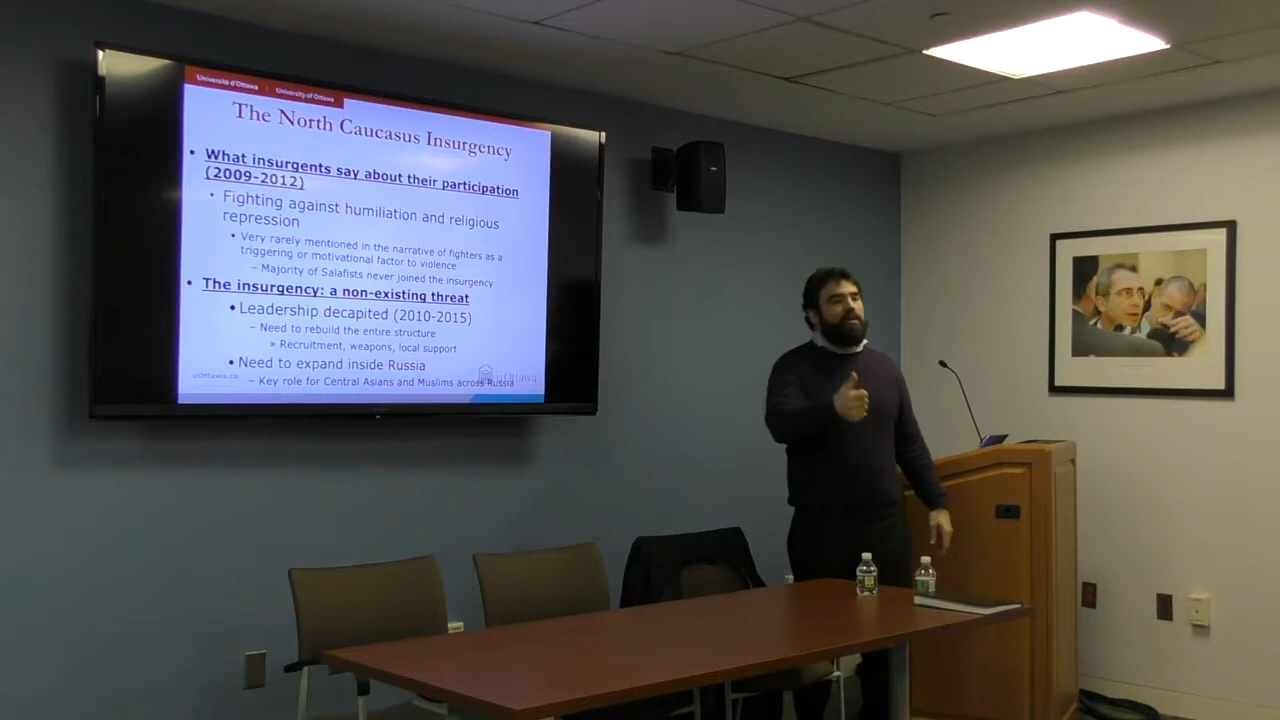 Université d'Ottawa | University of Ottawa
The North Caucasus Insurgency
• What insurgents say about their participation
(2009-2012)
• Fighting against humiliation and religious
repression
• Very rarely mentioned in the narrative of fighters as a
triggering or motivational factor to violence
– Majority of Salafists never joined the insurgency
• The insurgency: a non-existing threat
• Leadership decapited (2010-2015)
– Need to rebuild the entire structure
» Recruitment, weapons, local support
• Need to expand inside Russia
– Key role for Central Asians and Muslims across Russia
uOttawa.ca
uOttawa